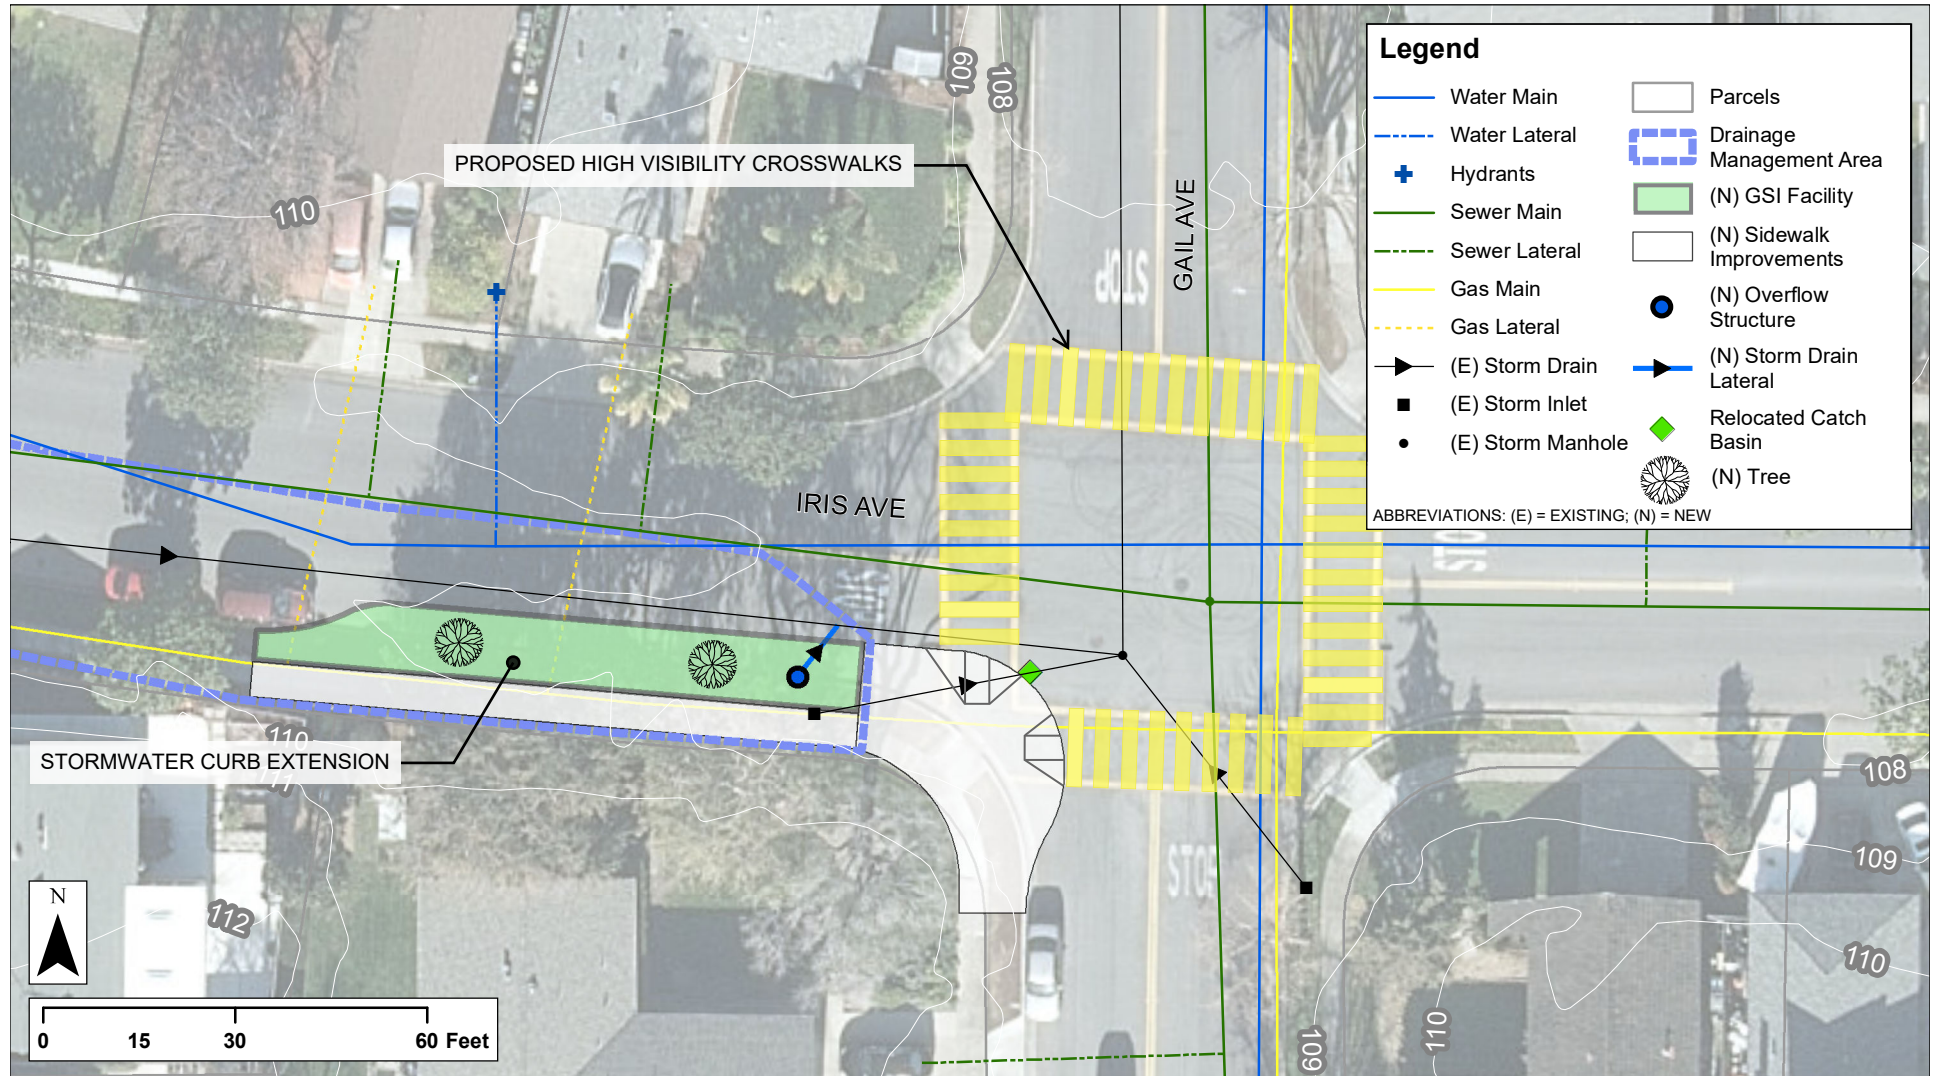 109
108
110
PROPOSED HIGH VISIBILITY CROSSWALKS
GAIL AVE
STOP
IRIS AVE
STOP
STORMWATER CURB EXTENSION
110
111
112
STOP
108
109
110
110
109
N
0 15 30 60 Feet
Legend
Water Main
Water Lateral
Hydrants
Sewer Main
Sewer Lateral
Gas Main
Gas Lateral
(E) Storm Drain
(E) Storm Inlet
(E) Storm Manhole
Parcels
Drainage
Management Area
(N) GSI Facility
(N) Sidewalk
Improvements
(N) Overflow
Structure
(N) Storm Drain
Lateral
Relocated Catch
Basin
(N) Tree
ABBREVIATIONS: (E) = EXISTING; (N) = NEW